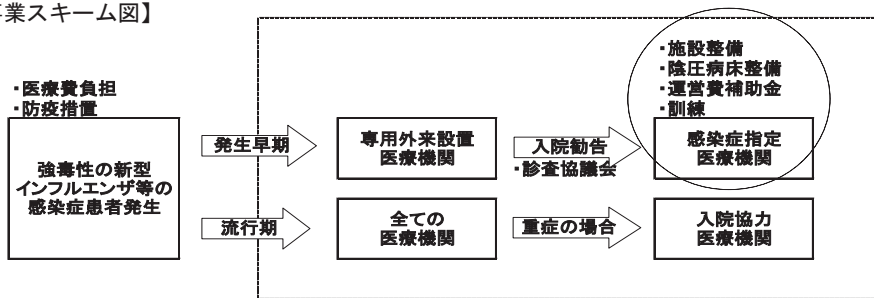 業スキーム図】
・医療費負担
・防疫措置
強毒性の新型
インフルエンザ等の
感染症患者発生
発生早期
専用外来設置
医療機関
入院勧告
・診査協議会
・施設整備
・陰圧病床整備
・運営費補助金
・訓練
感染症指定
医療機関
流行期
全ての
医療機関
重症の場合
入院協力
医療機関